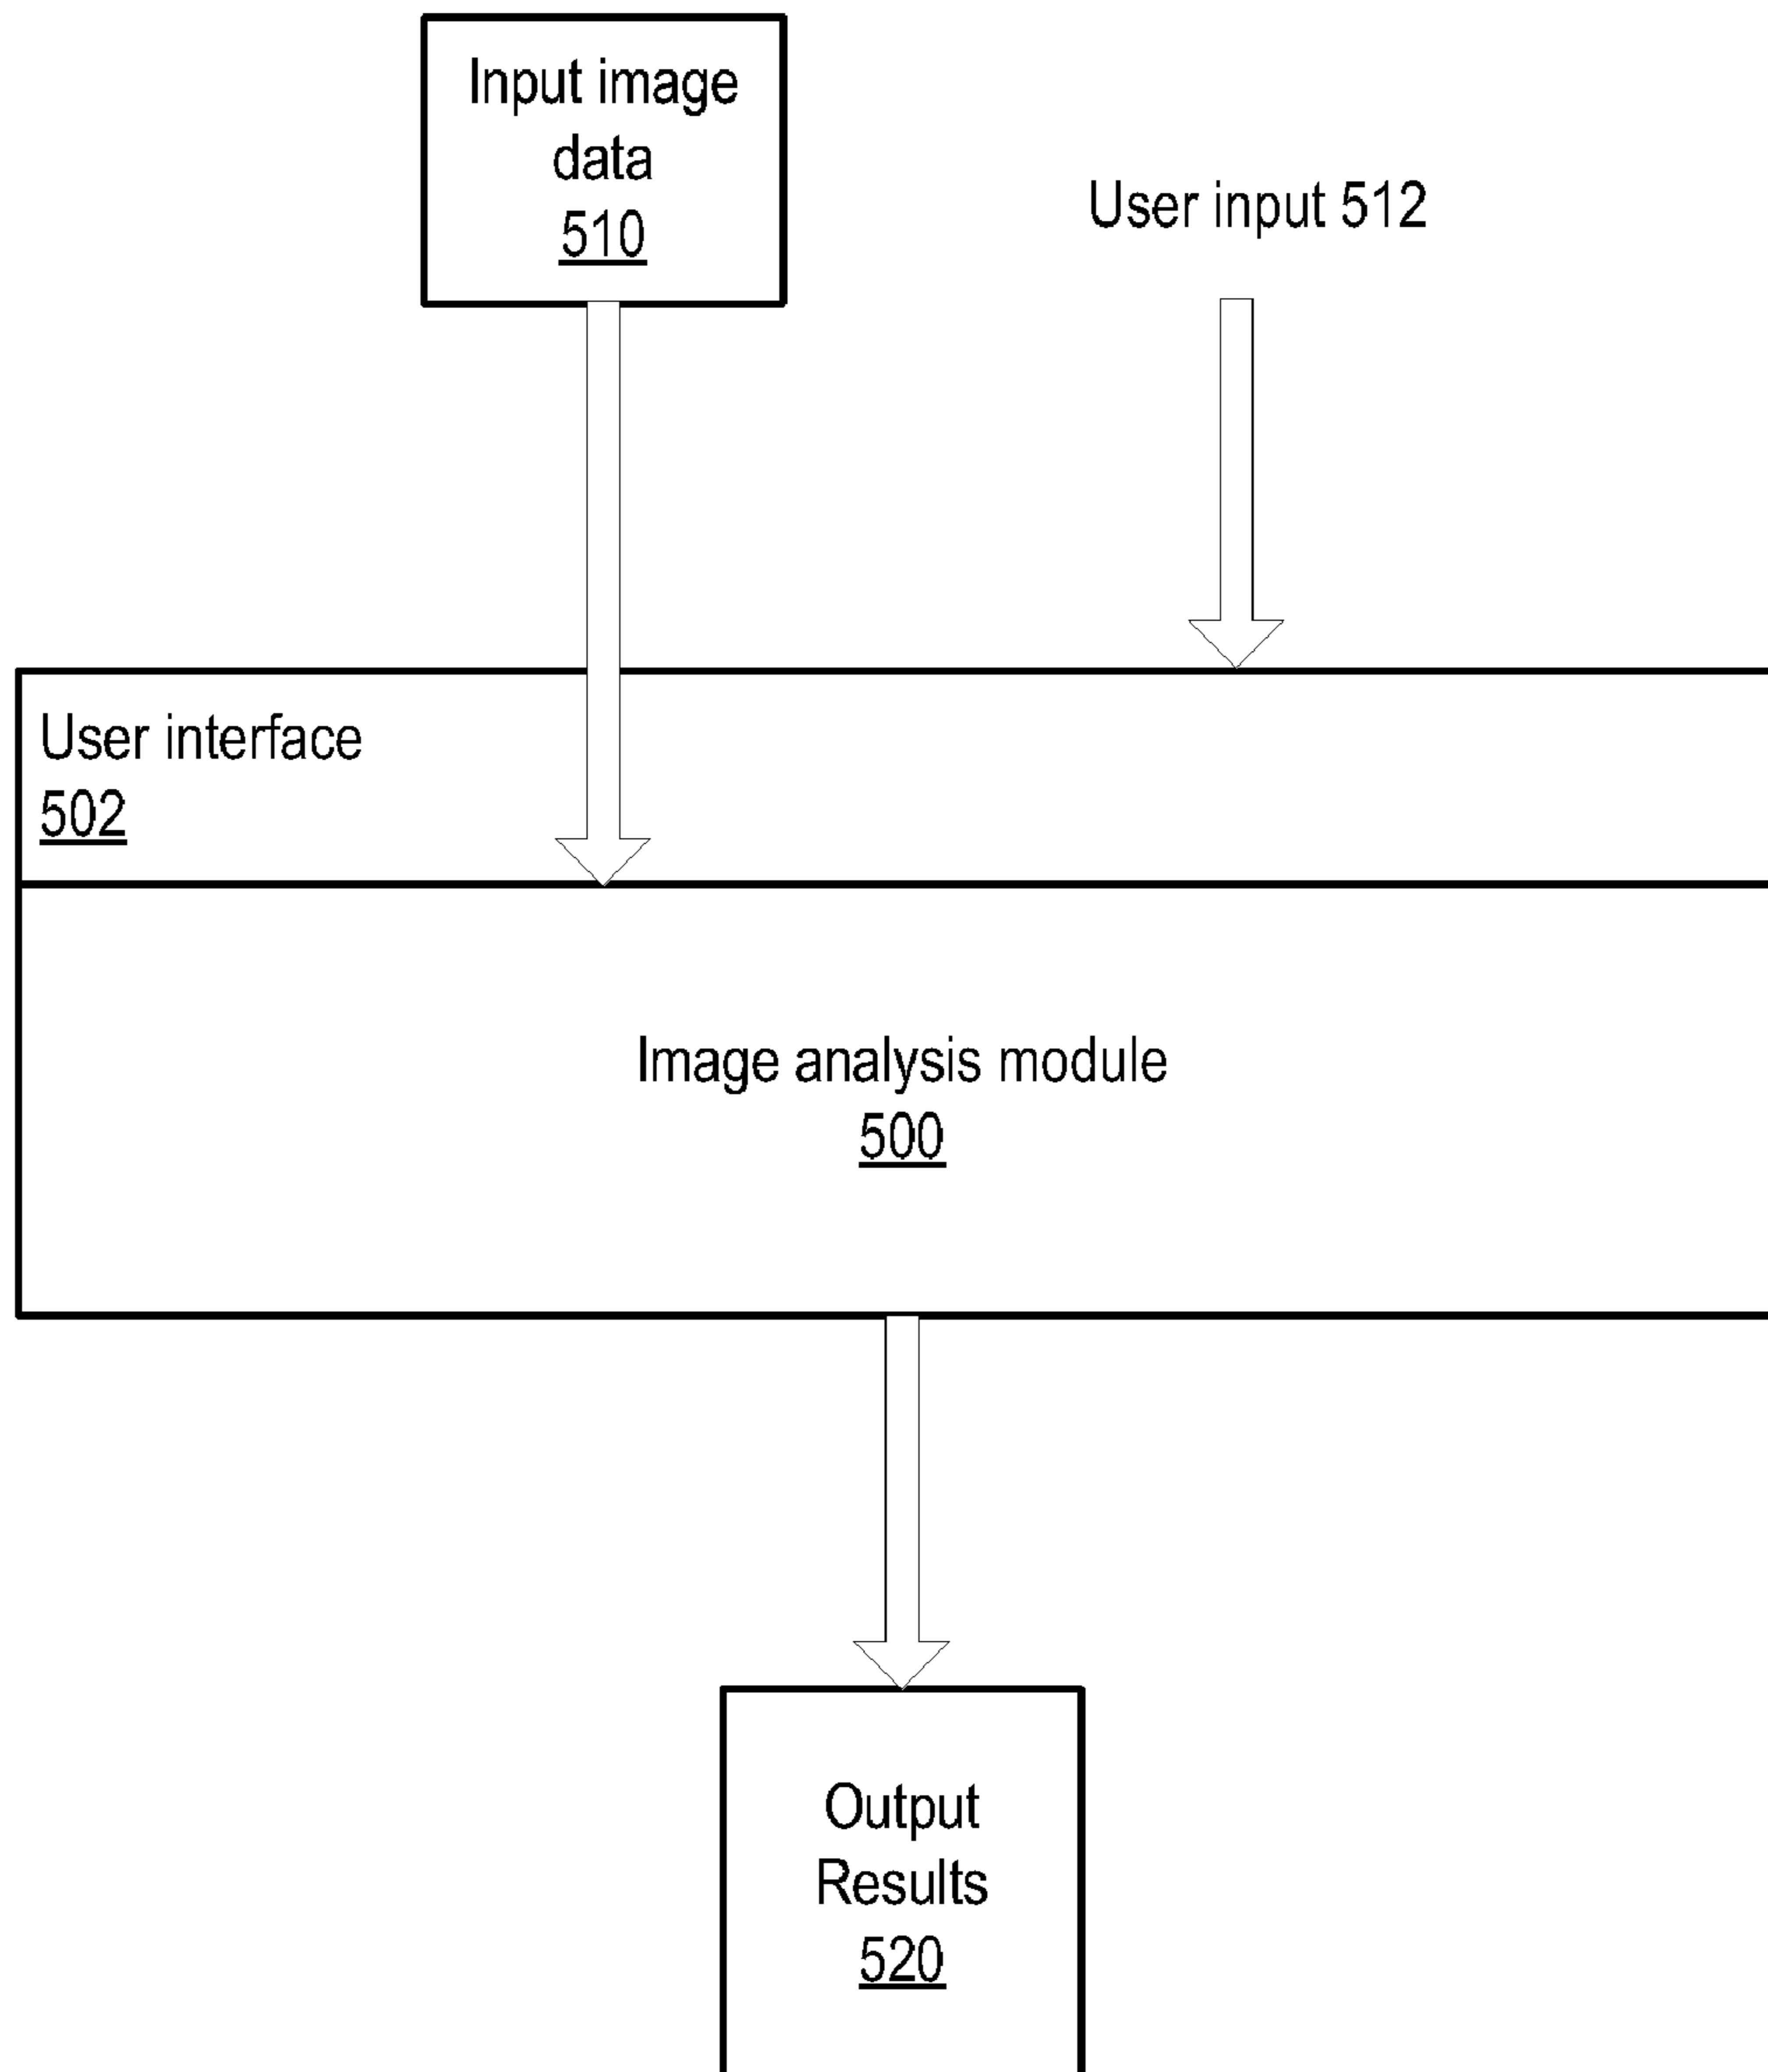 Input image
data
510
User input 512
User interface
502
Image analysis module
500
Output
Results
520